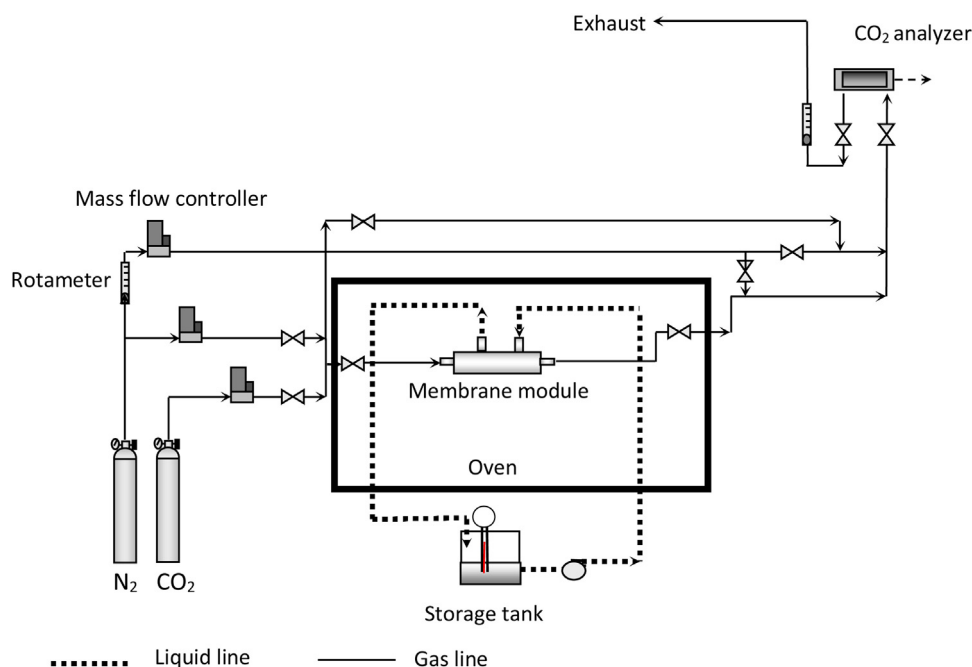 Exhaust
CO₂ analyzer
Mass flow controller
Rotameter
Membrane module
Oven
N₂
CO₂
Storage tank
Liquid line
Gas line